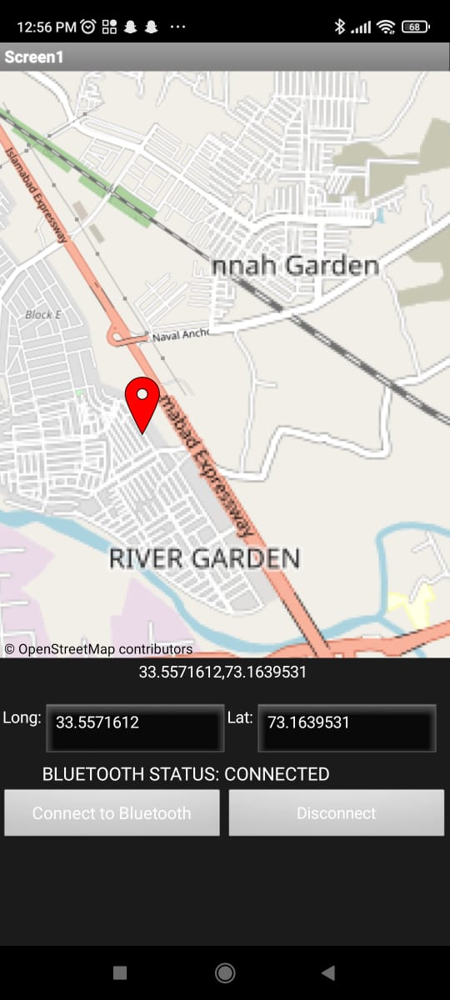 12:56 PM ... 68
Screen1
Islamabad Expressway
nnah Garden
Block E
Naval Ancho
mabad Expressway
RIVER GARDEN
© OpenStreetMap contributors
33.5571612,73.1639531
Long: 33.5571612 Lat: 73.1639531
BLUETOOTH STATUS: CONNECTED
Connect to Bluetooth Disconnect